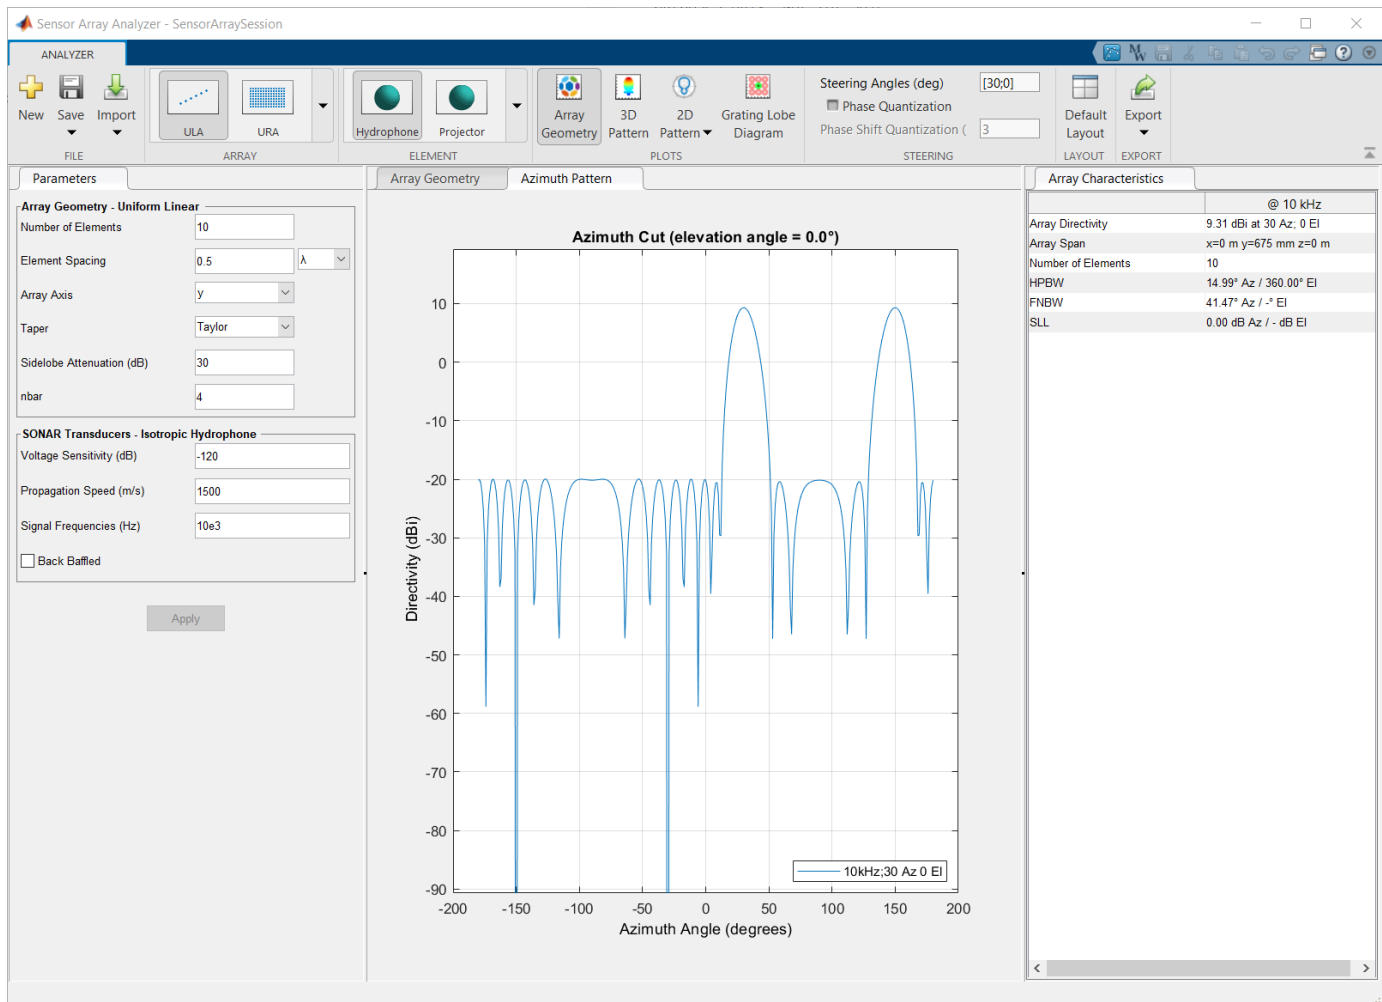 Sensor Array Analyzer - SensorArraySession
ANALYZER
New
Save
Import
FILE
ULA
URA
ARRAY
Hydrophone
Projector
ELEMENT
Array
Geometry
3D
Pattern
2D
Pattern
Grating Lobe
Diagram
PLOTS
Steering Angles (deg)
[30;0]
Phase Quantization
Phase Shift Quantization (
3
STEERING
Default
Layout
LAYOUT
Export
EXPORT
Parameters
Array Geometry - Uniform Linear
Number of Elements
10
Element Spacing
0.5
λ
Array Axis
y
Taper
Taylor
Sidelobe Attenuation (dB)
30
nbar
4
SONAR Transducers - Isotropic Hydrophone
Voltage Sensitivity (dB)
-120
Propagation Speed (m/s)
1500
Signal Frequencies (Hz)
10e3
Back Baffled
Apply
Array Geometry
Azimuth Pattern
Azimuth Cut (elevation angle = 0.0°)
10
0
-10
-20
-30
-40
-50
-60
-70
-80
-90
Directivity (dBi)
-200
-150
-100
-50
0
50
100
150
200
Azimuth Angle (degrees)
10kHz;30 Az 0 El
Array Characteristics
@ 10 kHz
Array Directivity
9.31 dBi at 30 Az; 0 El
Array Span
x=0 m y=675 mm z=0 m
Number of Elements
10
HPBW
14.99° Az / 360.00° El
FNBW
41.47° Az / -° El
SLL
0.00 dB Az / - dB El